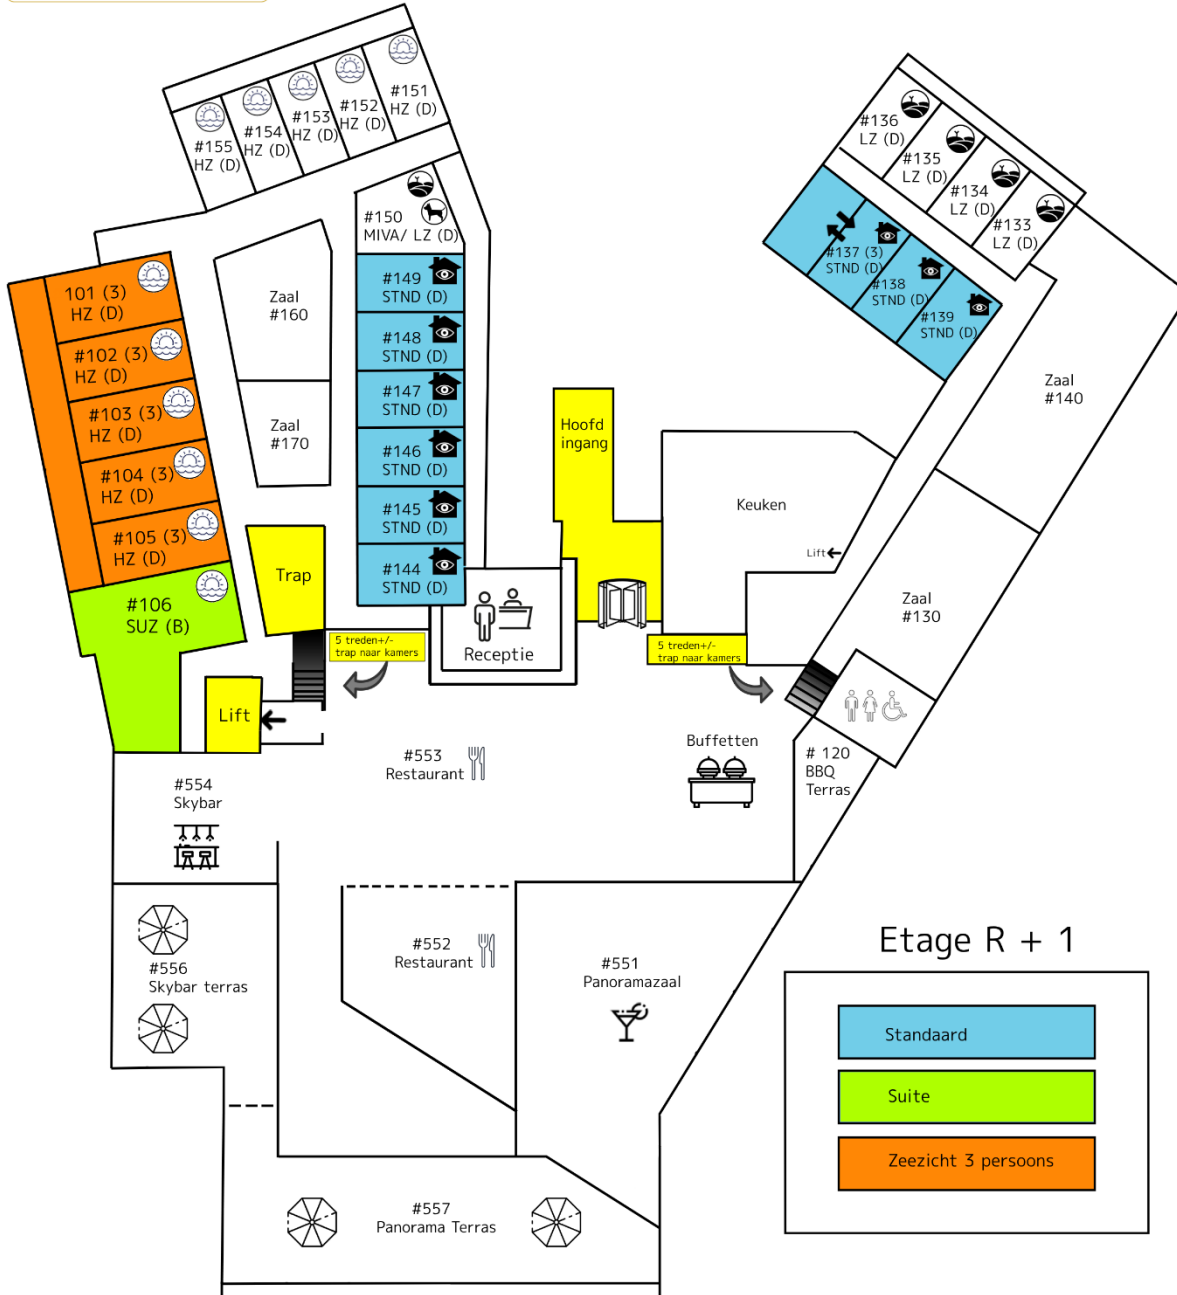 #151
HZ (D)
#152
HZ (D)
#153
HZ (D)
#154
HZ (D)
#155
HZ (D)
#136
LZ (D)
#135
LZ (D)
#134
LZ (D)
#133
LZ (D)
#150
MIVA/ LZ (D)
#137 (3)
STND (D)
#138
STND (D)
#139
STND (D)
101 (3)
HZ (D)
#102 (3)
HZ (D)
#103 (3)
HZ (D)
#104 (3)
HZ (D)
#105 (3)
HZ (D)
#106
SUZ (B)
Zaal
#160
Zaal
#170
#149
STND (D)
#148
STND (D)
#147
STND (D)
#146
STND (D)
#145
STND (D)
#144
STND (D)
Hoofd
ingang
Keuken
Lift
Zaal
#140
Zaal
#130
Trap
5 treden+/-
trap naar kamers
Receptie
5 treden+/-
trap naar kamers
Lift
#553
Restaurant
Buffetten
# 120
BBQ
Terras
#554
Skybar
#552
Restaurant
#551
Panoramazaal
#556
Skybar terras
#557
Panorama Terras
Etage R + 1
Standaard
Suite
Zeezicht 3 persoons